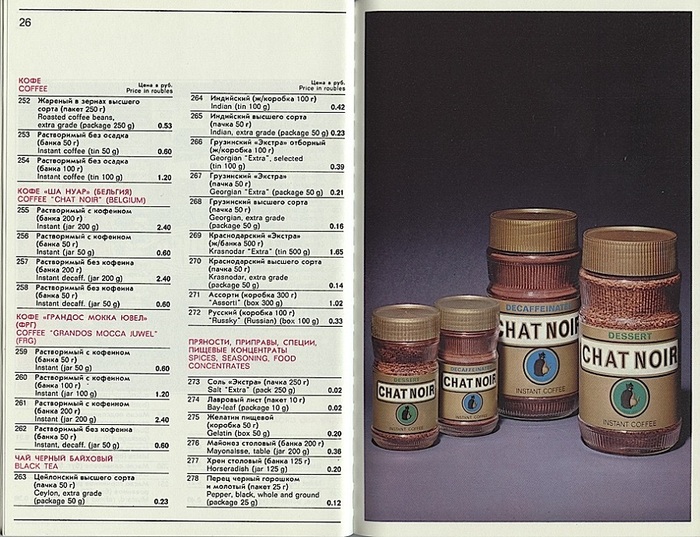 26
КОФЕ
COFFEE
Цена в руб.
Price in roubles
252 Жареный в зернах высшего
сорта (пакет 250 г)
Roasted coffee beans,
extra grade (package 250 g) 0.53
253 Растворимый без осадка
(банка 50 г)
Instant coffee (tin 50 g) 0.60
254 Растворимый без осадка
(банка 100 г)
Instant coffee (tin 100 g) 1.20
КОФЕ «ША НУАР» (БЕЛЬГИЯ)
COFFEE "CHAT NOIR" (BELGIUM)
255 Растворимый с кофеином
(банка 200 г)
Instant (jar 200 g) 2.40
256 Растворимый с кофеином
(банка 50 г)
Instant (jar 50 g) 0.60
257 Растворимый без кофеина
(банка 200 г)
Instant decaff. (jar 200 g) 2.40
258 Растворимый без кофеина
(банка 50 г)
Instant decaff. (jar 50 g) 0.60
КОФЕ «ГРАНДОС МОККА ЮВЕЛ»
(ФРГ)
COFFEE "GRANDOS MOCCA JUWEL"
(FRG)
259 Растворимый с кофеином
(банка 50 г)
Instant (jar 50 g) 0.60
260 Растворимый с кофеином
(банка 100 г)
Instant (jar 100 g) 1.20
261 Растворимый с кофеином
(банка 200 г)
Instant (jar 200 g) 2.40
262 Растворимый без кофеина
(банка 50 г)
Instant, decaff. (jar 50 g) 0.60
ЧАЙ ЧЕРНЫЙ БАЙХОВЫЙ
BLACK TEA
263 Цейлонский высшего сорта
(пачка 50 г)
Ceylon, extra grade
(package 50 g) 0.23
Цена в руб.
Price in roubles
264 Индийский (ж/коробка 100 г)
Indian (tin 100 g) 0.42
265 Индийский высшего сорта
(пачка 50 г)
Indian, extra grade (package 50 g) 0.23
266 Грузинский «Экстра» отборный
(ж/коробка 100 г)
Georgian "Extra", selected
(tin 100 g) 0.39
267 Грузинский «Экстра»
(пачка 50 г)
Georgian "Extra" (package 50 g) 0.21
268 Грузинский высшего сорта
(пачка 50 г)
Georgian, extra grade
(package 50 g) 0.16
269 Краснодарский «Экстра»
(ж/банка 500 г)
Krasnodar "Extra" (tin 500 g) 1.65
270 Краснодарский высшего сорта
(пачка 50 г)
Krasnodar, extra grade
(package 50 g) 0.14
271 Ассорти (коробка 300 г)
"Assorti" (box 300 g) 1.02
272 Русский (коробка 100 г)
"Russky" (Russian) (box 100 g) 0.33
ПРЯНОСТИ, ПРИПРАВЫ, СПЕЦИИ,
ПИЩЕВЫЕ КОНЦЕНТРАТЫ
SPICES, SEASONING, FOOD
CONCENTRATES
273 Соль «Экстра» (пачка 250 г)
Salt "Extra" (pack 250 g) 0.02
274 Лавровый лист (пакет 10 г)
Bay-leaf (package 10 g) 0.02
275 Желатин пищевой
(коробка 50 г)
Gelatin (box 50 g) 0.20
276 Майонез столовый (банка 200 г)
Mayonaisse, table (jar 200 g) 0.36
277 Хрен столовый (банка 125 г)
Horseradish (jar 125 g) 0.20
278 Перец черный горошком
и молотый (пакет 25 г)
Pepper, black, whole and ground
(package 25 g) 0.12
DESSERT
CHAT NOIR
INSTANT COFFEE
DECAFFEINATED
CHAT NOIR
INSTANT COFFEE
DECAFFEINATED
CHAT NOIR
INSTANT COFFEE
DESSERT
CHAT NOIR
INSTANT COFFEE